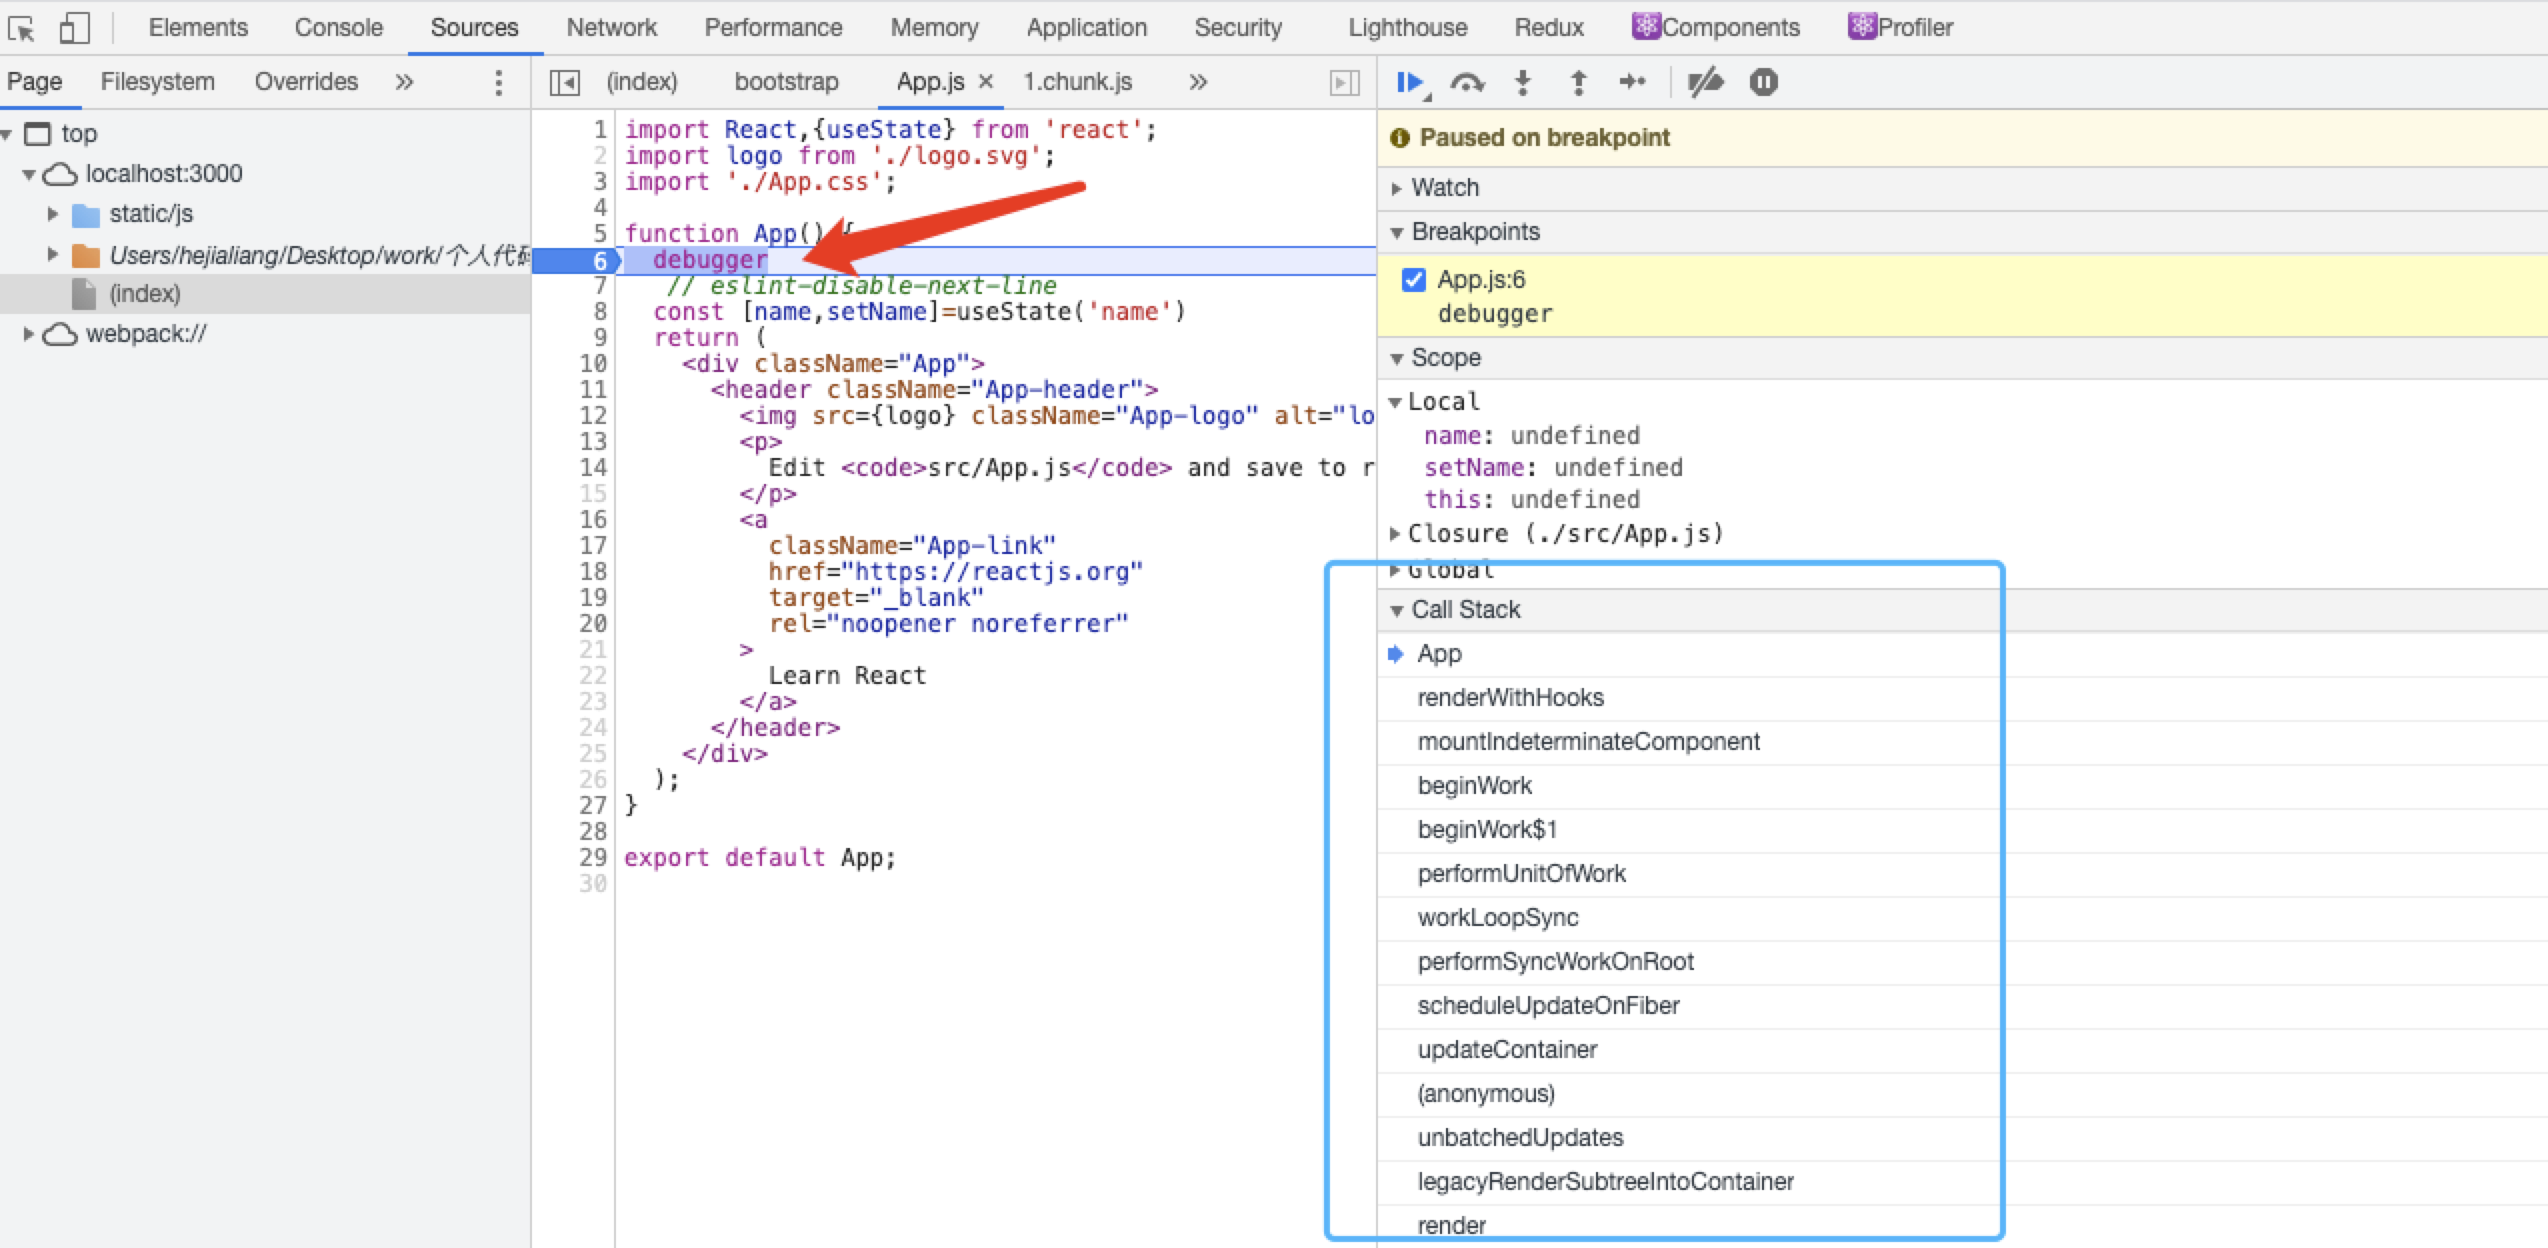 Elements Console Sources Network Performance Memory Application Security Lighthouse Redux Components Profiler
Page Filesystem Overrides »
(index) bootstrap App.js × 1.chunk.js »
top
localhost:3000
static/js
Users/hejialiang/Desktop/work/个人代码
(index)
webpack://
1 import React,{useState} from 'react';
2 import logo from './logo.svg';
3 import './App.css';
4
5 function App() {
6 debugger
7 // eslint-disable-next-line
8 const [name,setName]=useState('name')
9 return (
10 <div className="App">
11 <header className="App-header">
12 <img src={logo} className="App-logo" alt="lo
13 <p>
14 Edit <code>src/App.js</code> and save to r
15 </p>
16 <a
17 className="App-link"
18 href="https://reactjs.org"
19 target="_blank"
20 rel="noopener noreferrer"
21 >
22 Learn React
23 </a>
24 </header>
25 </div>
26 );
27 }
28
29 export default App;
30
Paused on breakpoint
Watch
Breakpoints
App.js:6
debugger
Scope
Local
name: undefined
setName: undefined
this: undefined
Closure (./src/App.js)
Global
Call Stack
App
renderWithHooks
mountIndeterminateComponent
beginWork
beginWork$1
performUnitOfWork
workLoopSync
performSyncWorkOnRoot
scheduleUpdateOnFiber
updateContainer
(anonymous)
unbatchedUpdates
legacyRenderSubtreeIntoContainer
render